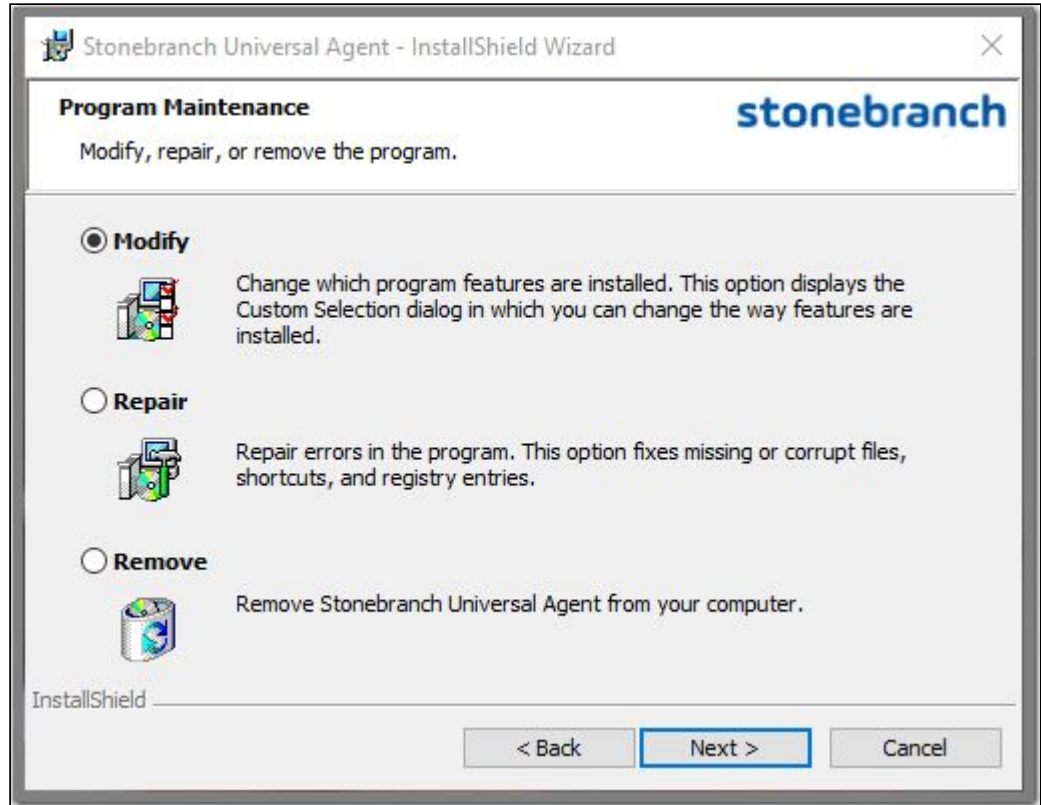 Stonebranch Universal Agent - InstallShield Wizard
Program Maintenance
stonebranch
Modify, repair, or remove the program.
Modify
Change which program features are installed. This option displays the
Custom Selection dialog in which you can change the way features are
installed.
Repair
Repair errors in the program. This option fixes missing or corrupt files,
shortcuts, and registry entries.
Remove
Remove Stonebranch Universal Agent from your computer.
InstallShield
< Back
Next >
Cancel